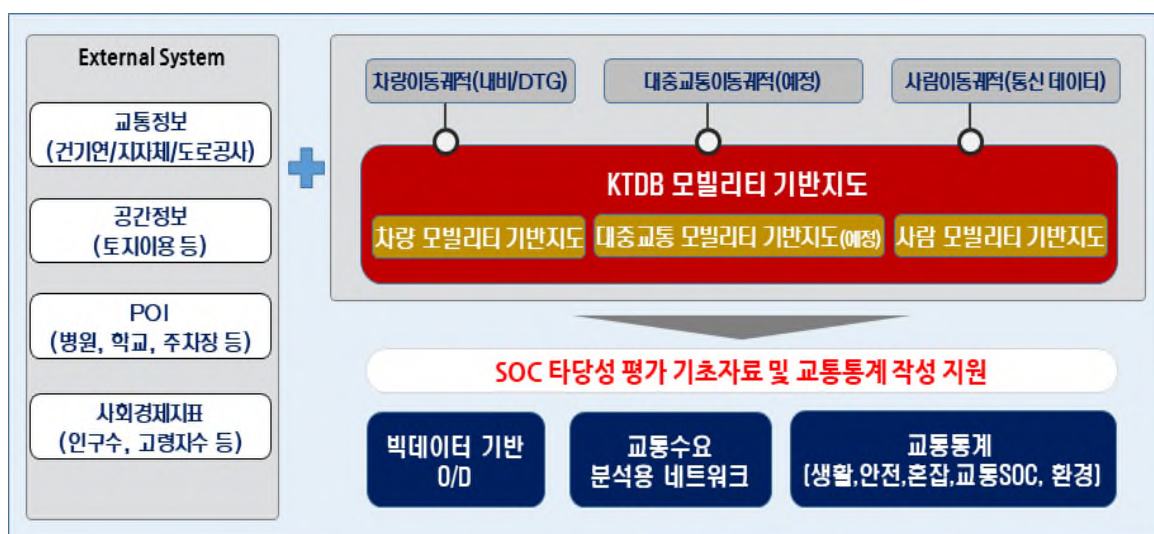 External System
교통정보
(건기연/지자체/도로공사)
공간정보
(토지이용 등)
POI
(병원, 학교, 주차장 등)
사회경제지표
(인구수, 고령자수 등)
차량이동궤적(내비/DTG)
대중교통이동궤적(예정)
사람이동궤적(통신 데이터)
KTDB 모빌리티 기반지도
차량 모빌리티 기반지도
대중교통 모빌리티 기반지도(예정)
사람 모빌리티 기반지도
SOC 타당성 평가 기초자료 및 교통통계 작성 지원
빅데이터 기반
O/D
교통수요
분석용 네트워크
교통통계
(생활,안전,혼잡,교통SOC, 환경)